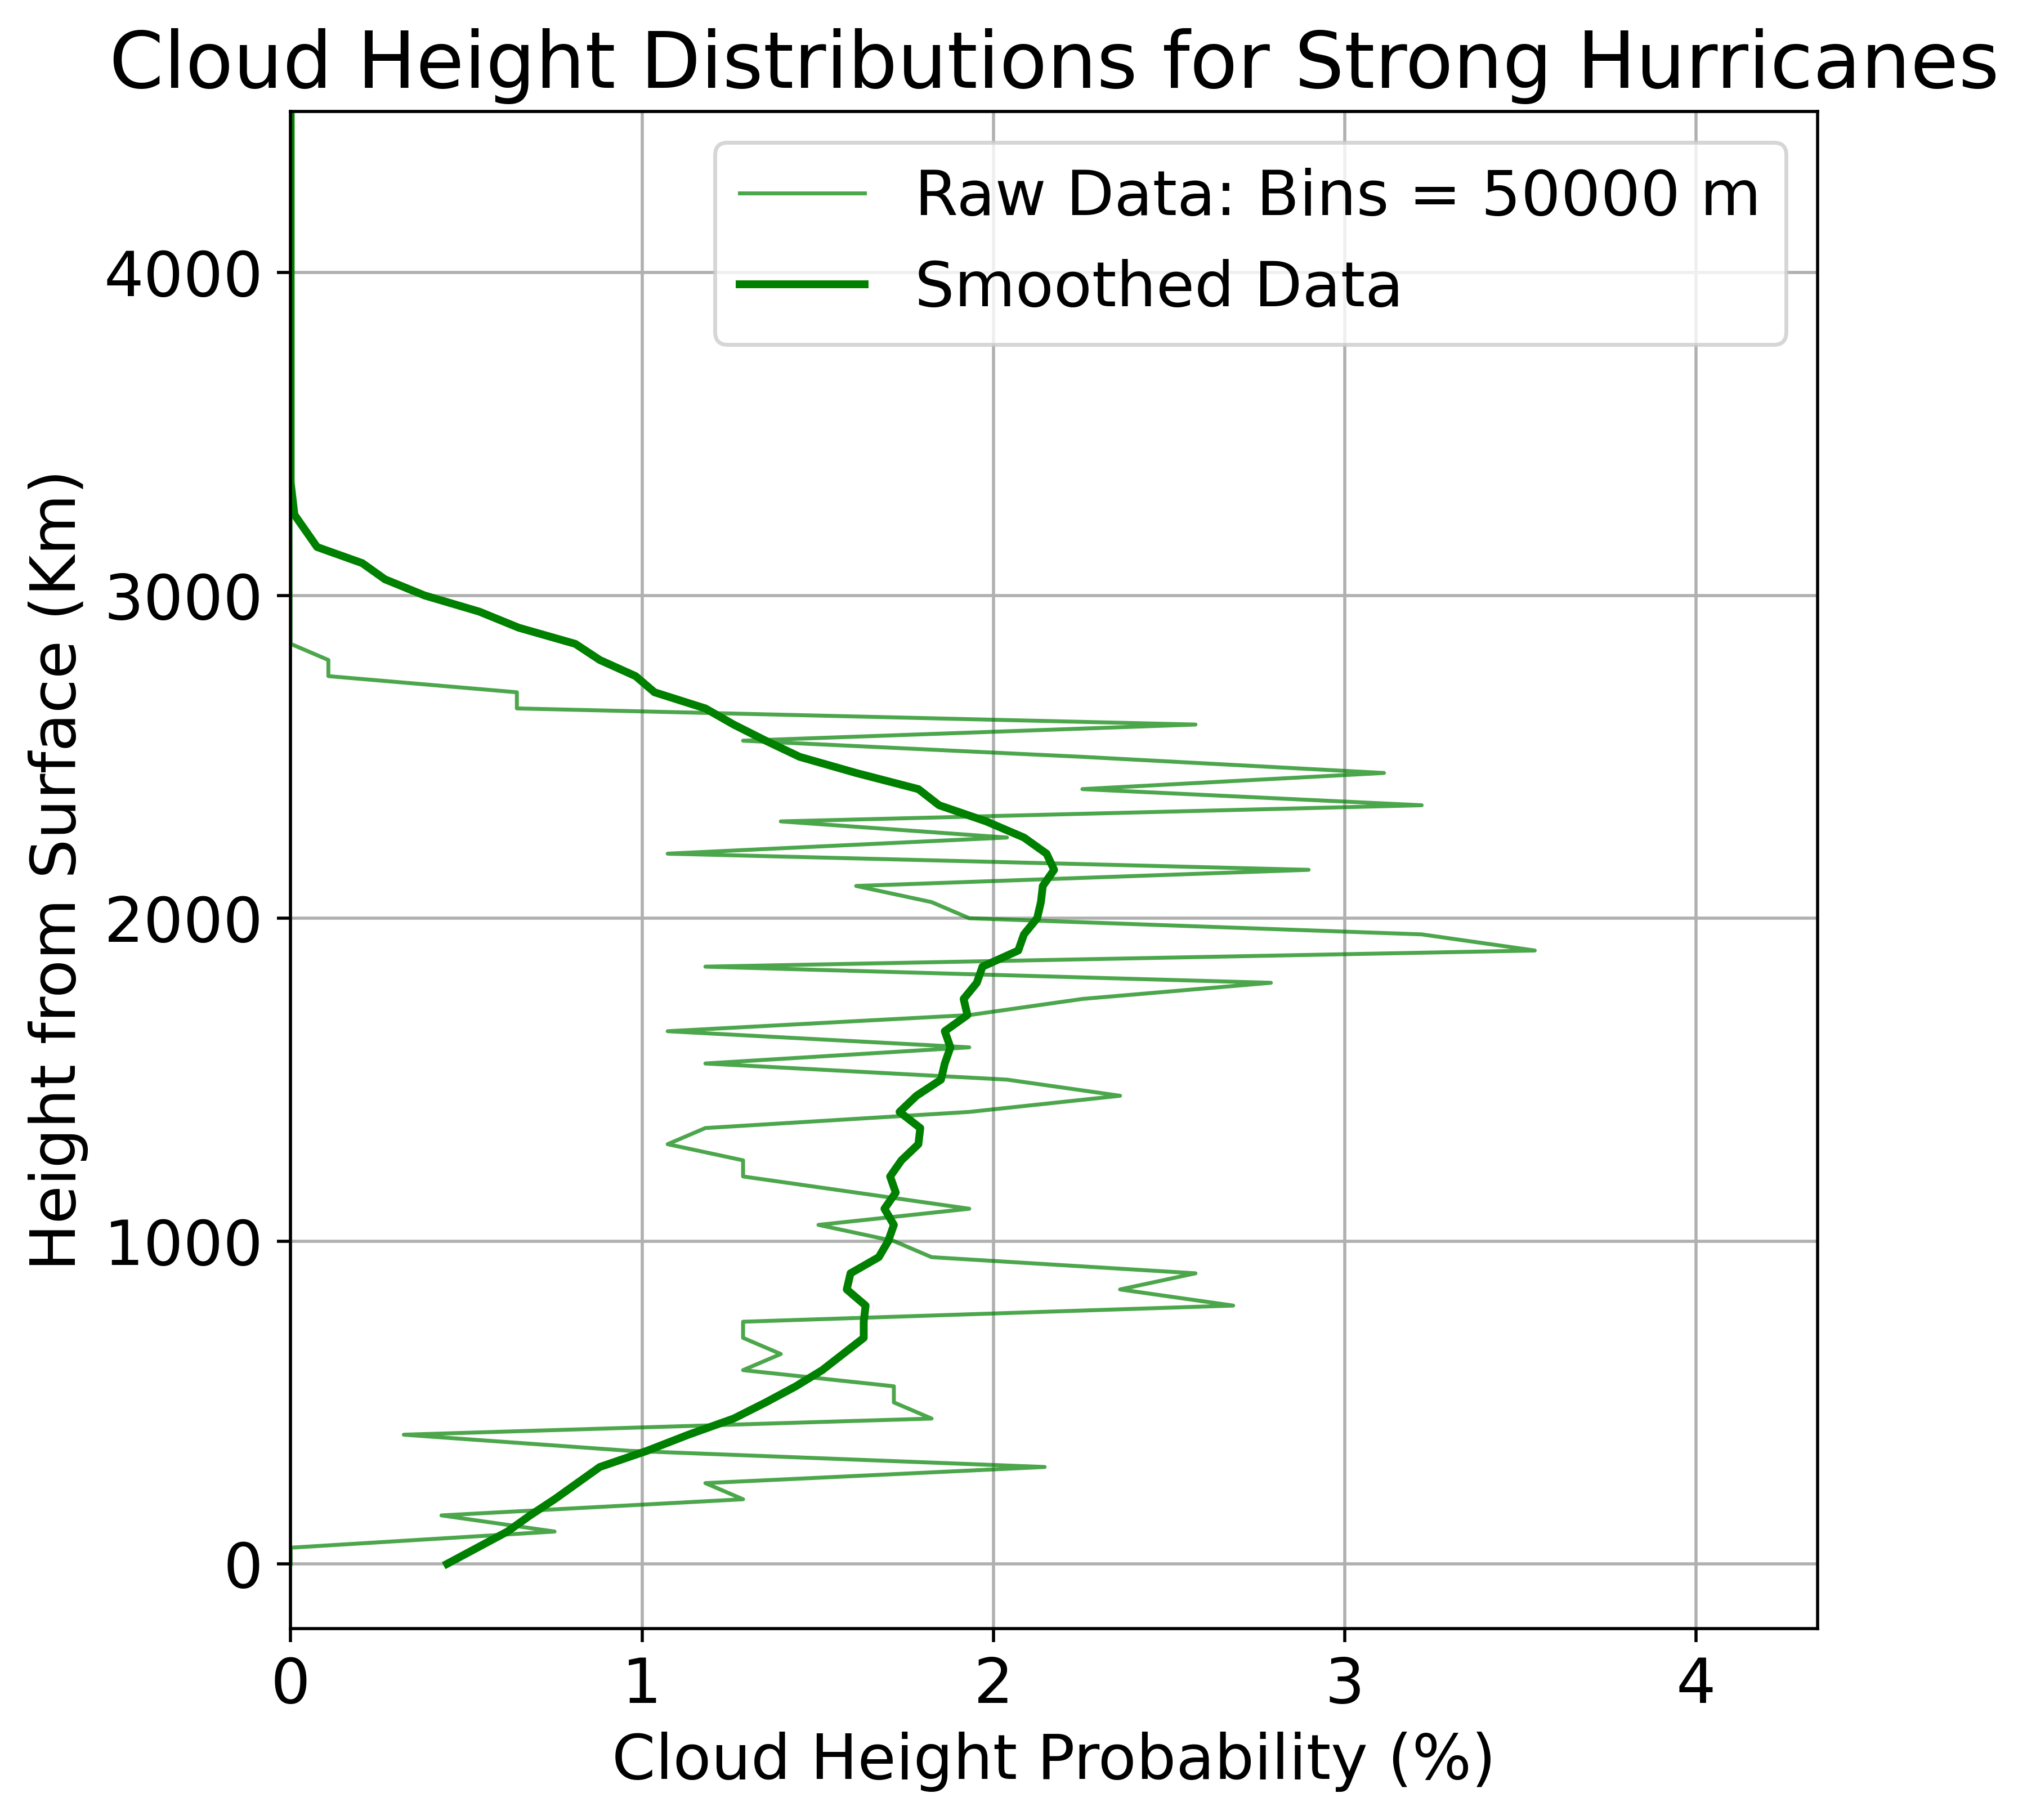 Cloud Height Distributions for Strong Hurricanes
Raw Data: Bins = 50000 m
Smoothed Data
Height from Surface (Km)
4000
3000
2000
1000
0
0 1 2 3 4
Cloud Height Probability (%)